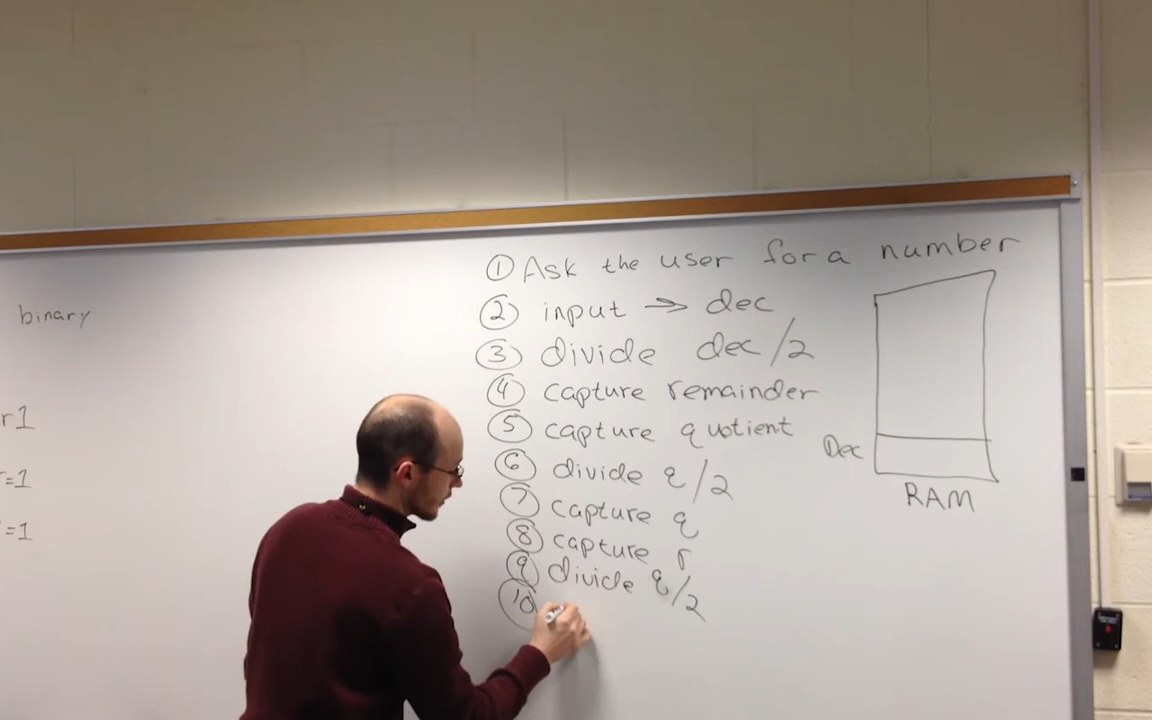 binary
r1
r=1
r=1
① Ask the user for a number
② input → dec
③ divide dec/2
④ capture remainder
⑤ capture quotient
⑥ divide q/2
⑦ capture q
⑧ capture r
⑨ divide q/2
⑩
Dec
RAM